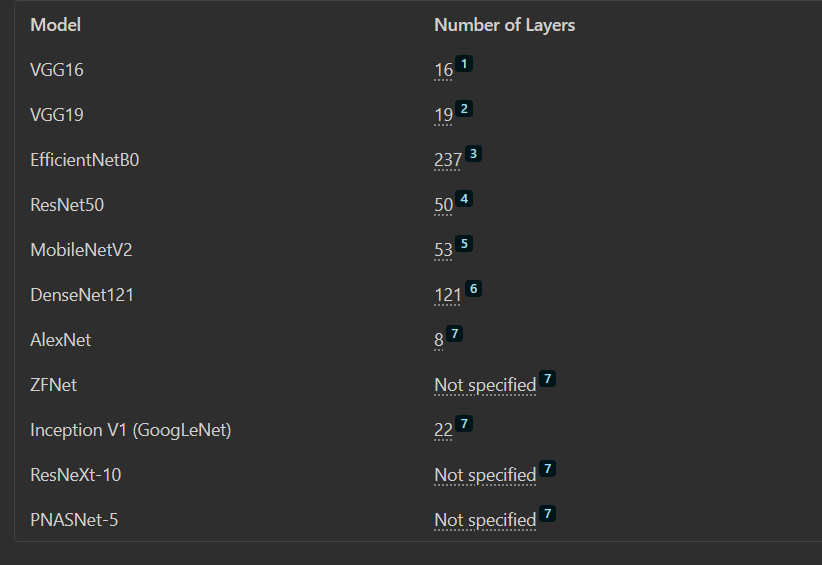 Model Number of Layers
VGG16 16 1
VGG19 19 2
EfficientNetB0 237 3
ResNet50 50 4
MobileNetV2 53 5
DenseNet121 121 6
AlexNet 8 7
ZFNet Not specified 7
Inception V1 (GoogLeNet) 22 7
ResNeXt-10 Not specified 7
PNASNet-5 Not specified 7